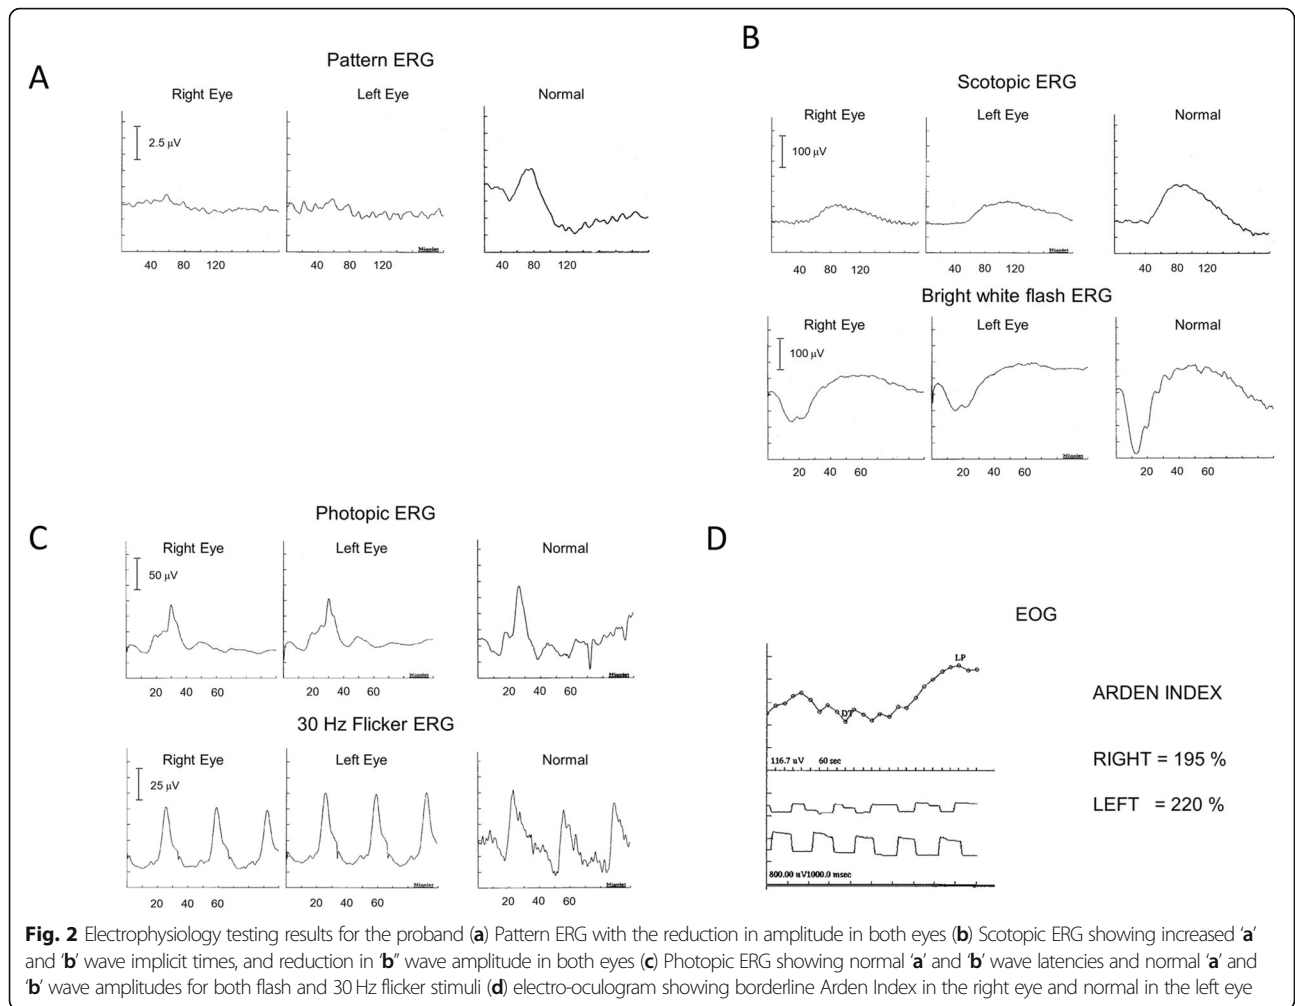 A
Pattern ERG
Right Eye
Left Eye
Normal
2.5 µV
Nicolet
40 80 120
40 80 120
40 80 120
B
Scotopic ERG
Right Eye
Left Eye
Normal
100 µV
Nicolet
40 80 120
40 80 120
40 80 120
Bright white flash ERG
Right Eye
Left Eye
Normal
100 µV
Nicolet
20 40 60
20 40 60
20 40 60
C
Photopic ERG
Right Eye
Left Eye
Normal
50 µV
Nicolet
Nicolet
20 40 60
20 40 60
20 40 60
30 Hz Flicker ERG
Right Eye
Left Eye
Normal
25 µV
Nicolet
Nicolet
20 40 60
20 40 60
20 40 60
D
EOG
LP
DT
116.7 uV 60 sec
800.00 uV1000.0 msec
ARDEN INDEX
RIGHT = 195 %
LEFT = 220 %
Fig. 2 Electrophysiology testing results for the proband (a) Pattern ERG with the reduction in amplitude in both eyes (b) Scotopic ERG showing increased ‘a’
and ‘b’ wave implicit times, and reduction in ‘b” wave amplitude in both eyes (c) Photopic ERG showing normal ‘a’ and ‘b’ wave latencies and normal ‘a’ and
‘b’ wave amplitudes for both flash and 30 Hz flicker stimuli (d) electro-oculogram showing borderline Arden Index in the right eye and normal in the left eye